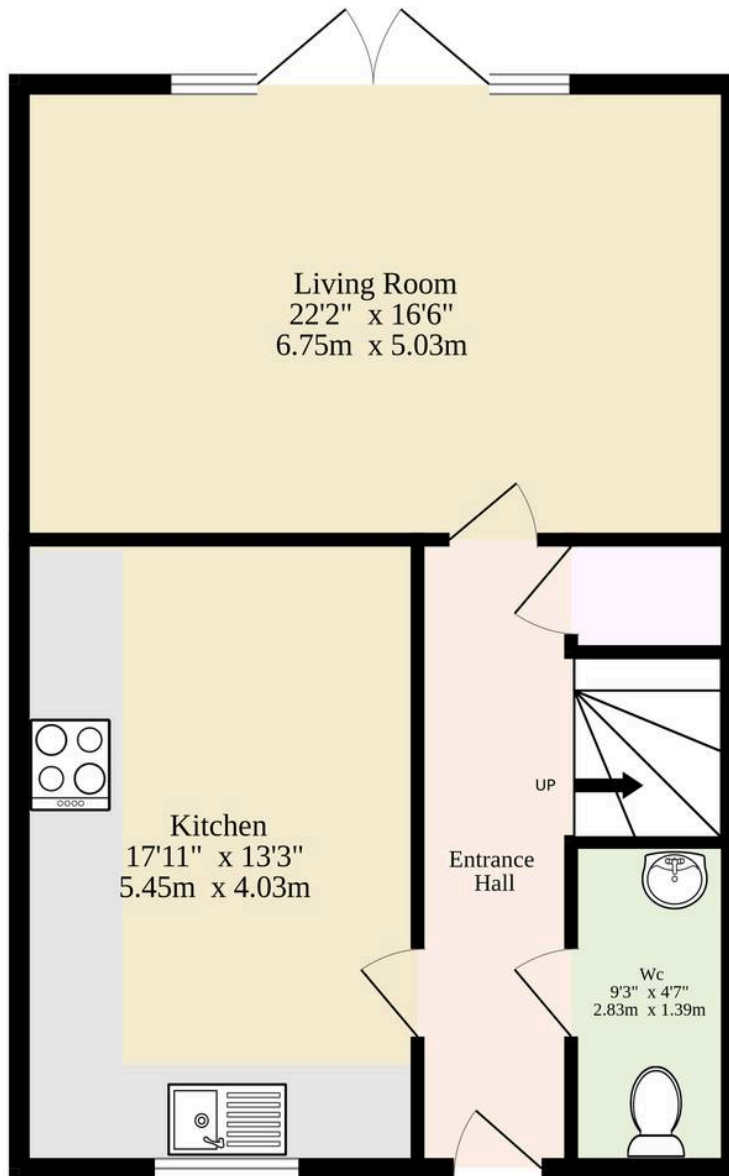 Living Room
22'2" x 16'6"
6.75m x 5.03m
Kitchen
17'11" x 13'3"
5.45m x 4.03m
UP
Entrance
Hall
Wc
9'3" x 4'7"
2.83m x 1.39m